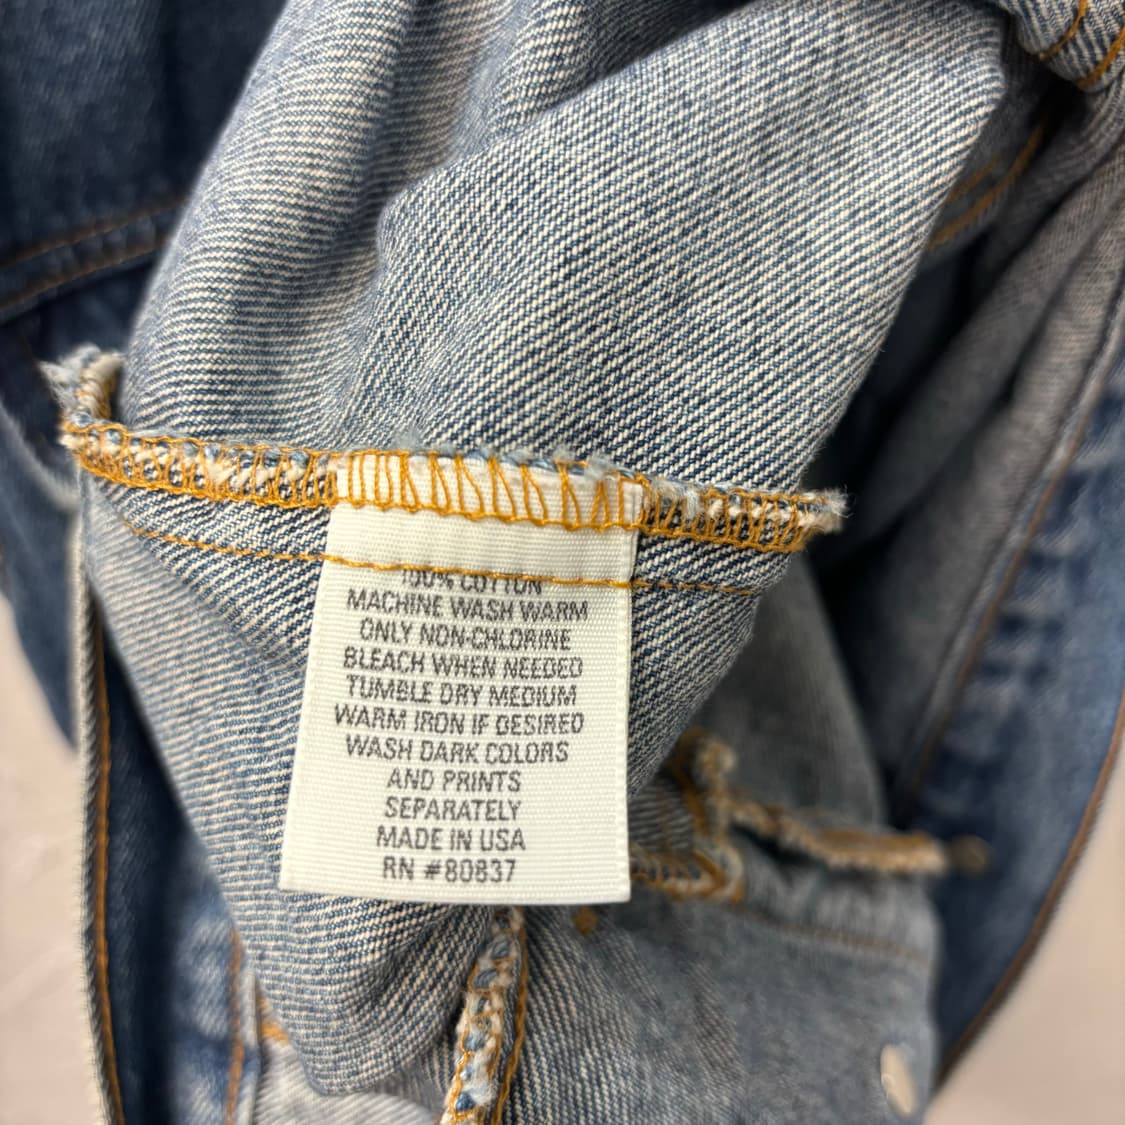 100% COTTON
MACHINE WASH WARM
ONLY NON-CHLORINE
BLEACH WHEN NEEDED
TUMBLE DRY MEDIUM
WARM IRON IF DESIRED
WASH DARK COLORS
AND PRINTS
SEPARATELY
MADE IN USA
RN #80837